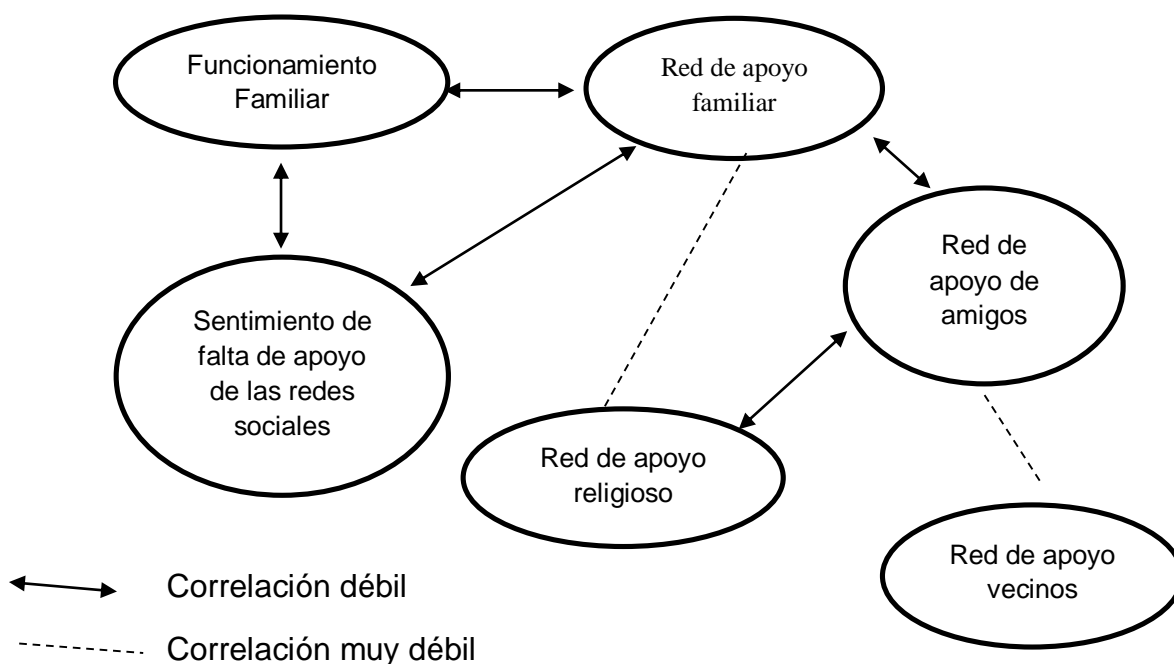 Funcionamiento
Familiar
Red de apoyo
familiar
Red de
apoyo de
amigos
Sentimiento de
falta de apoyo
de las redes
sociales
Red de apoyo
religioso
Red de apoyo
vecinos
Correlación débil
Correlación muy débil